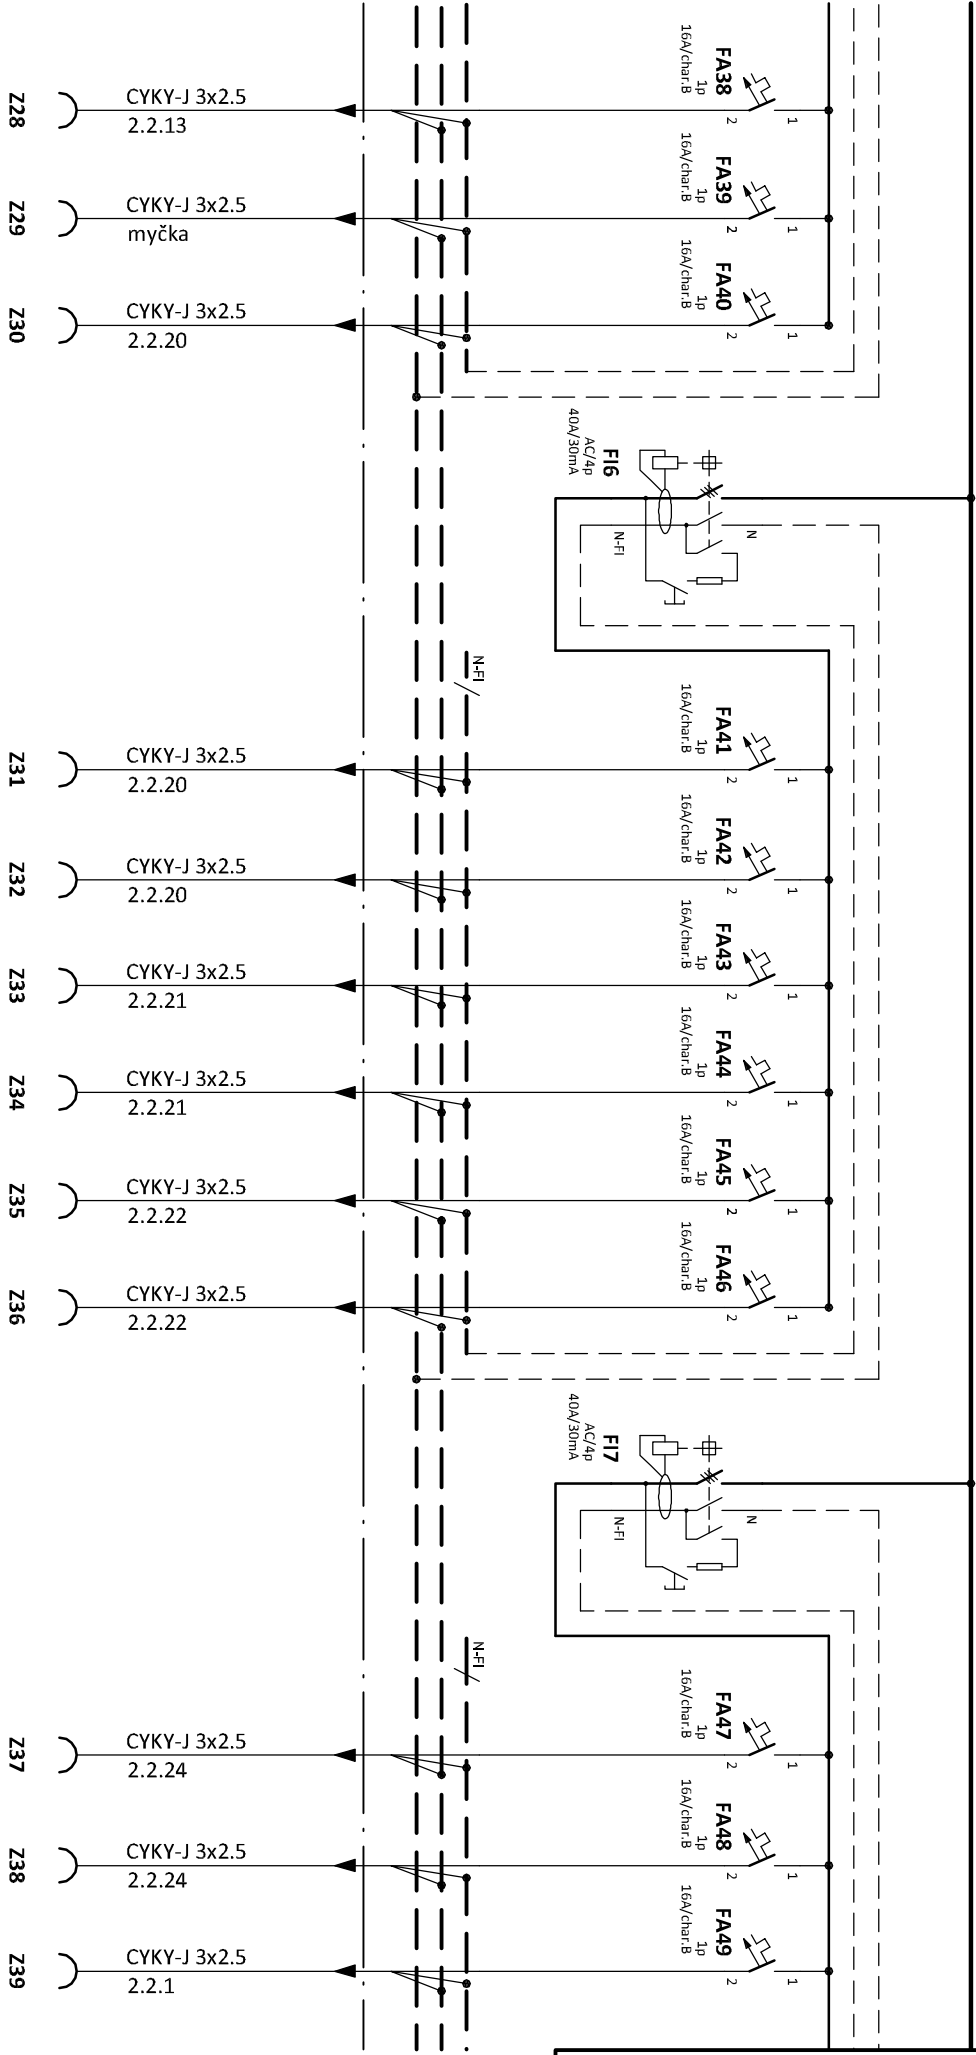 FA38
1p
16A/char.B
1
2
CYKY-J 3x2.5
2.2.13
Z28
FA39
1p
16A/char.B
1
2
CYKY-J 3x2.5
myčka
Z29
FA40
1p
16A/char.B
1
2
CYKY-J 3x2.5
2.2.20
Z30
FI6
AC/4p
40A/30mA
N
N-FI
N-FI
FA41
1p
16A/char.B
1
2
CYKY-J 3x2.5
2.2.20
Z31
FA42
1p
16A/char.B
1
2
CYKY-J 3x2.5
2.2.20
Z32
FA43
1p
16A/char.B
1
2
CYKY-J 3x2.5
2.2.21
Z33
FA44
1p
16A/char.B
1
2
CYKY-J 3x2.5
2.2.21
Z34
FA45
1p
16A/char.B
1
2
CYKY-J 3x2.5
2.2.22
Z35
FA46
1p
16A/char.B
1
2
CYKY-J 3x2.5
2.2.22
Z36
FI7
AC/4p
40A/30mA
N
N-FI
N-FI
FA47
1p
16A/char.B
1
2
CYKY-J 3x2.5
2.2.24
Z37
FA48
1p
16A/char.B
1
2
CYKY-J 3x2.5
2.2.24
Z38
FA49
1p
16A/char.B
1
2
CYKY-J 3x2.5
2.2.1
Z39